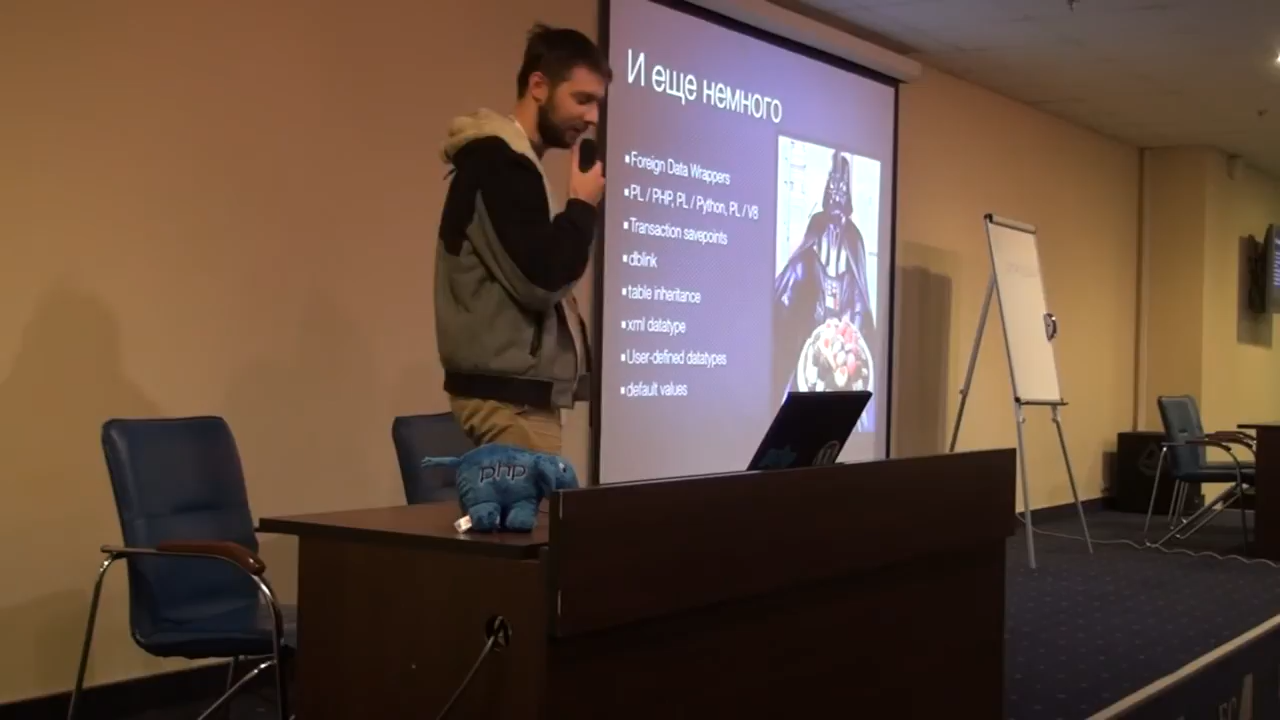 И еще немного
Foreign Data Wrappers
PL / PHP, PL / Python, PL / V8
Transaction savepoints
dblink
table inheritance
xml datatype
User-defined datatypes
default values
php